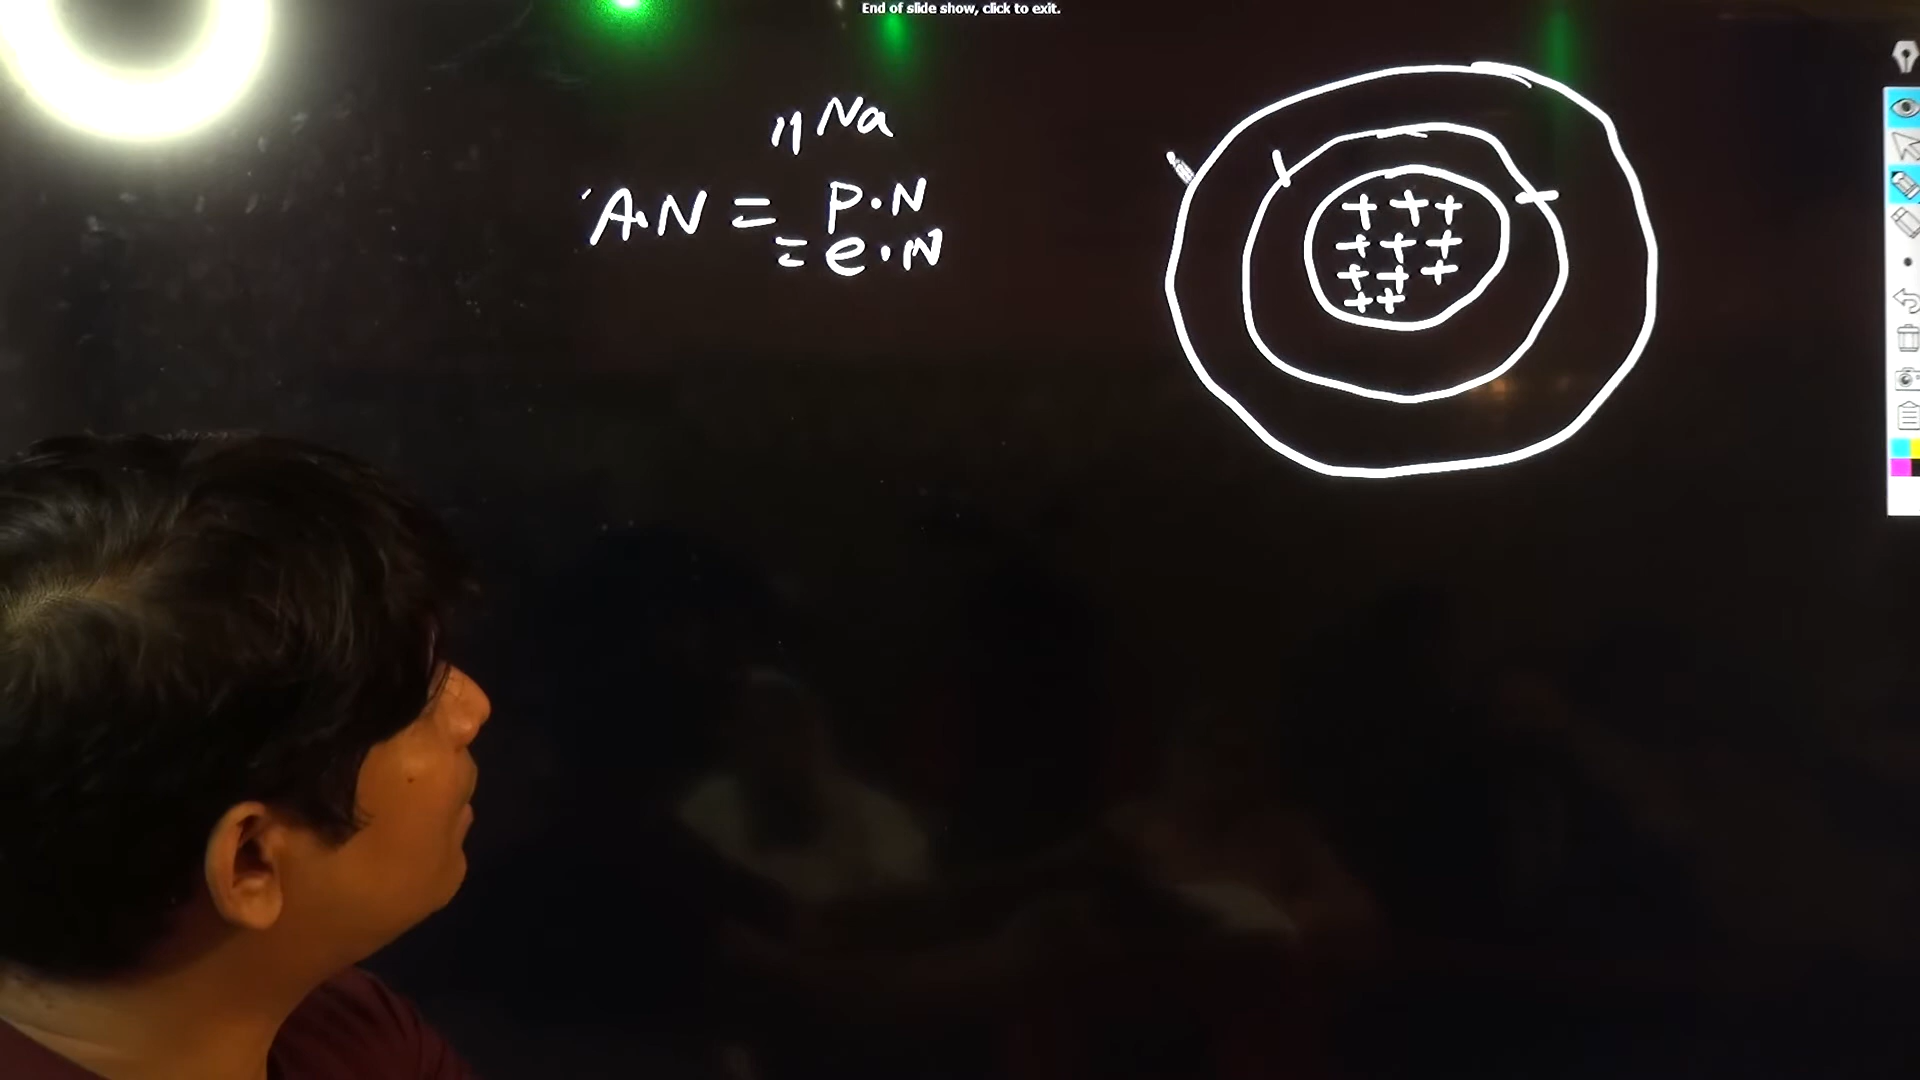 End of slide show, click to exit.
11 Na
A.N = P.N
= e.N
+ + +
+ + +
+ + +
+ +